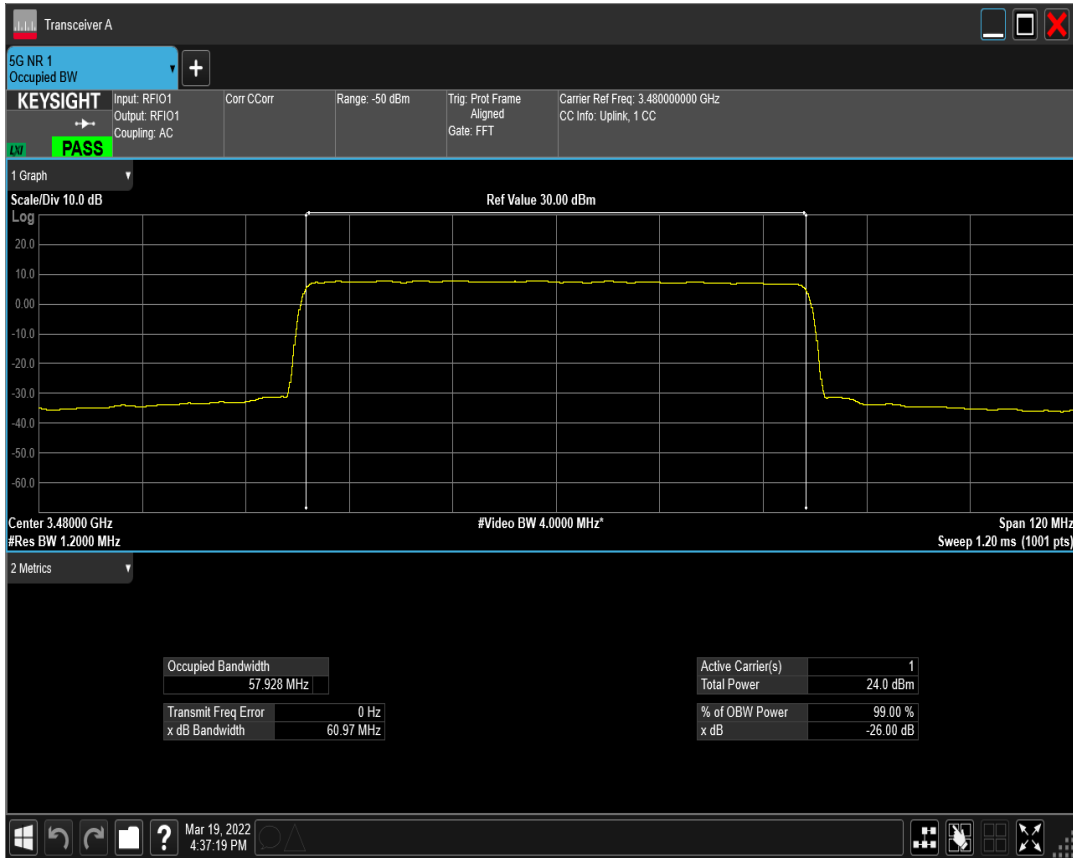 Transceiver A
5G NR 1
Occupied BW
KEYSIGHT
LXI
PASS
Input: RFIO1
Output: RFIO1
Coupling: AC
Corr CCorr
Range: -50 dBm
Trig: Prot Frame
Aligned
Gate: FFT
Carrier Ref Freq: 3.480000000 GHz
CC Info: Uplink, 1 CC
1 Graph
Scale/Div 10.0 dB
Ref Value 30.00 dBm
Log
20.0
10.0
0.00
-10.0
-20.0
-30.0
-40.0
-50.0
-60.0
Center 3.48000 GHz
#Video BW 4.0000 MHz*
Span 120 MHz
#Res BW 1.2000 MHz
Sweep 1.20 ms (1001 pts)
2 Metrics
Occupied Bandwidth
57.928 MHz
Transmit Freq Error 0 Hz
x dB Bandwidth 60.97 MHz
Active Carrier(s) 1
Total Power 24.0 dBm
% of OBW Power 99.00 %
x dB -26.00 dB
Mar 19, 2022
4:37:19 PM